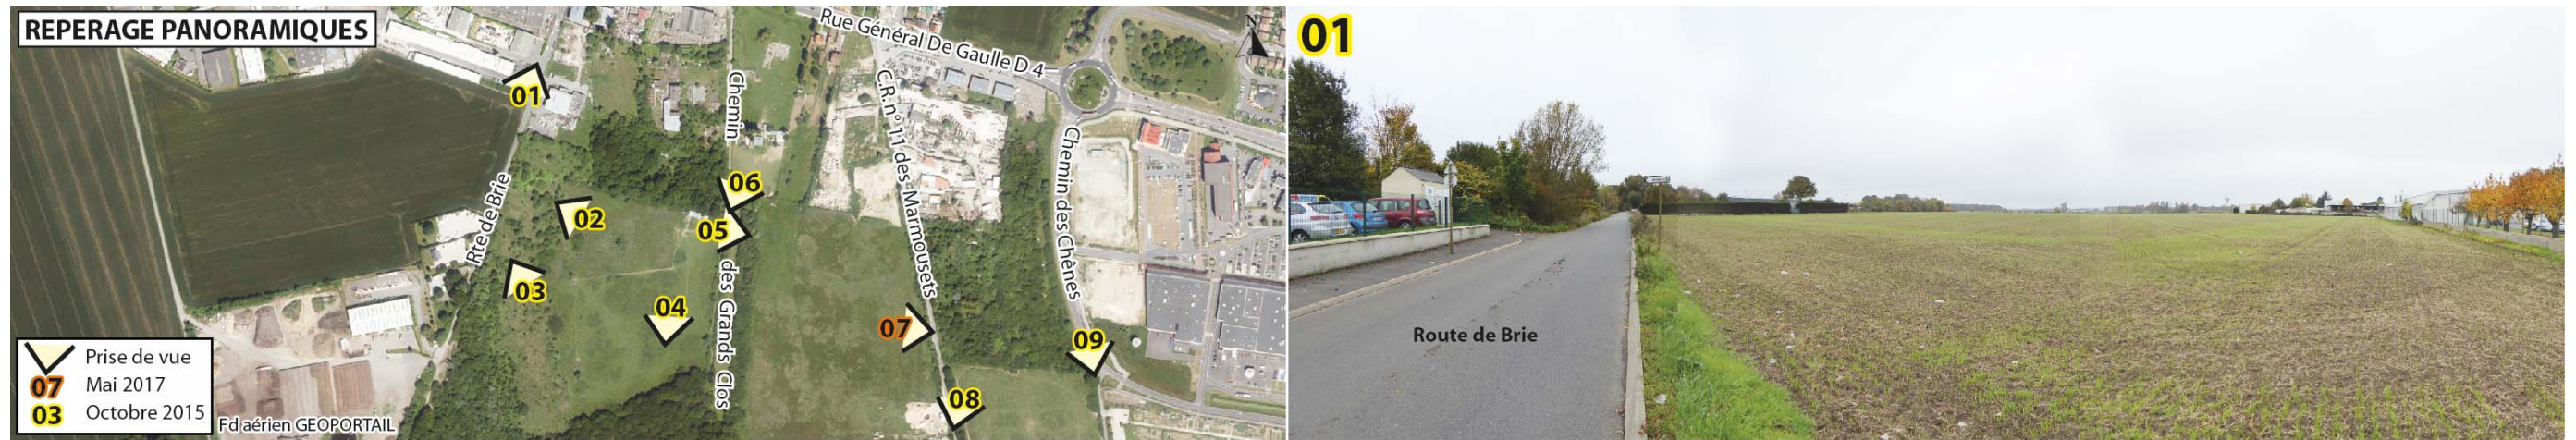 REPERAGE PANORAMIQUES
Rue Général De Gaulle D 4
N
01
Chemin
C.R. n° 11 des Marmousets
Chemin des Chênes
Rte de Brie
02
06
05
03
04
des Grands Clos
07
09
08
Prise de vue
07 Mai 2017
03 Octobre 2015
Fd aérien GEOPORTAIL
01
Route de Brie